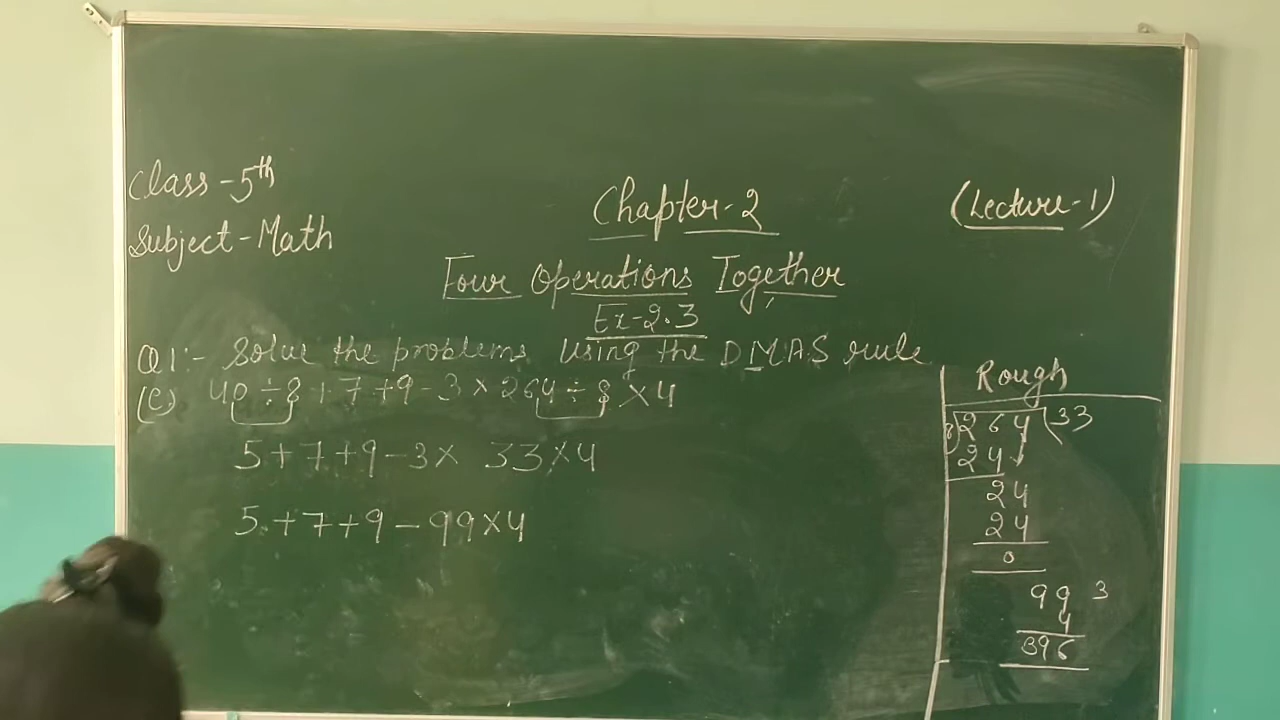 Class - 5th
Subject - Math
Chapter - 2
(Lecture - 1)
Four Operations Together
Ex - 2.3
Q1:- Solve the problems using the DMAS rule
(C) 40 ÷ 8 + 7 + 9 - 3 × 264 ÷ 8 × 4
5 + 7 + 9 - 3 × 33 × 4
5 + 7 + 9 - 99 × 4
Rough
8)264(33
24
24
24
0
99 3
4
396